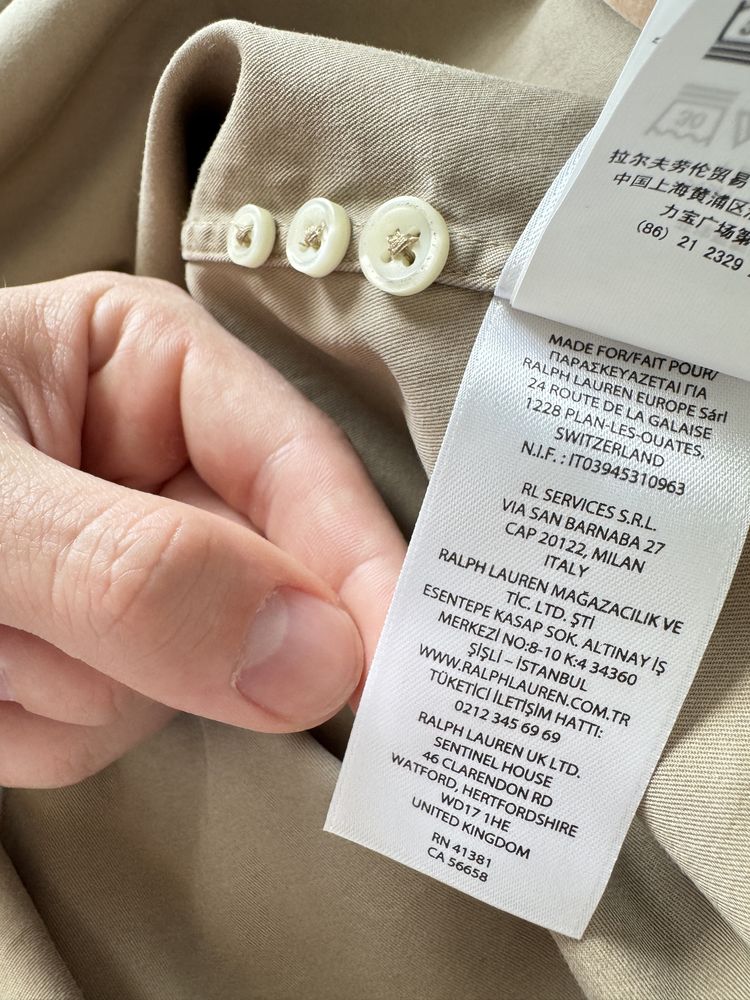 拉尔夫劳伦贸易
中国上海黄浦区
力宝广场
(86) 21 2329
MADE FOR/FAIT POUR/
ΠΑΡΑΣΚΕΥΑΖΕΤΑΙ ΓΙΑ
RALPH LAUREN EUROPE Sárl
24 ROUTE DE LA GALAISE
1228 PLAN-LES-OUATES,
SWITZERLAND
N.I.F. : IT03945310963
RL SERVICES S.R.L.
VIA SAN BARNABA 27
CAP 20122, MILAN
ITALY
RALPH LAUREN MAĞAZACILIK VE
TİC. LTD. ŞTİ
ESENTEPE KASAP SOK. ALTINAY İŞ
MERKEZİ NO:8-10 K:4 34360
ŞİŞLİ – İSTANBUL
WWW.RALPHLAUREN.COM.TR
TÜKETİCİ İLETİŞİM HATTI:
0212 345 69 69
RALPH LAUREN UK LTD.
SENTINEL HOUSE
46 CLARENDON RD
WATFORD, HERTFORDSHIRE
WD17 1HE
UNITED KINGDOM
RN 41381
CA 56658